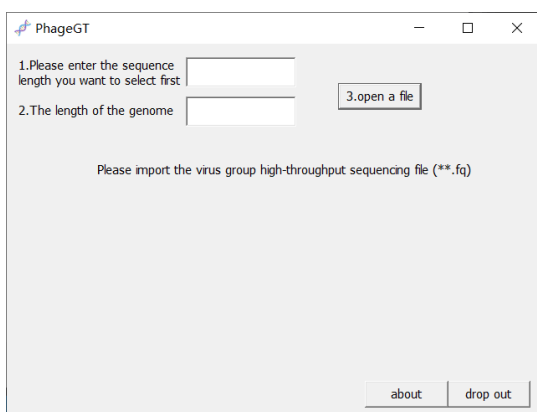 PhageGT
1.Please enter the sequence
length you want to select first
2.The length of the genome
3.open a file
Please import the virus group high-throughput sequencing file (**.fq)
about
drop out